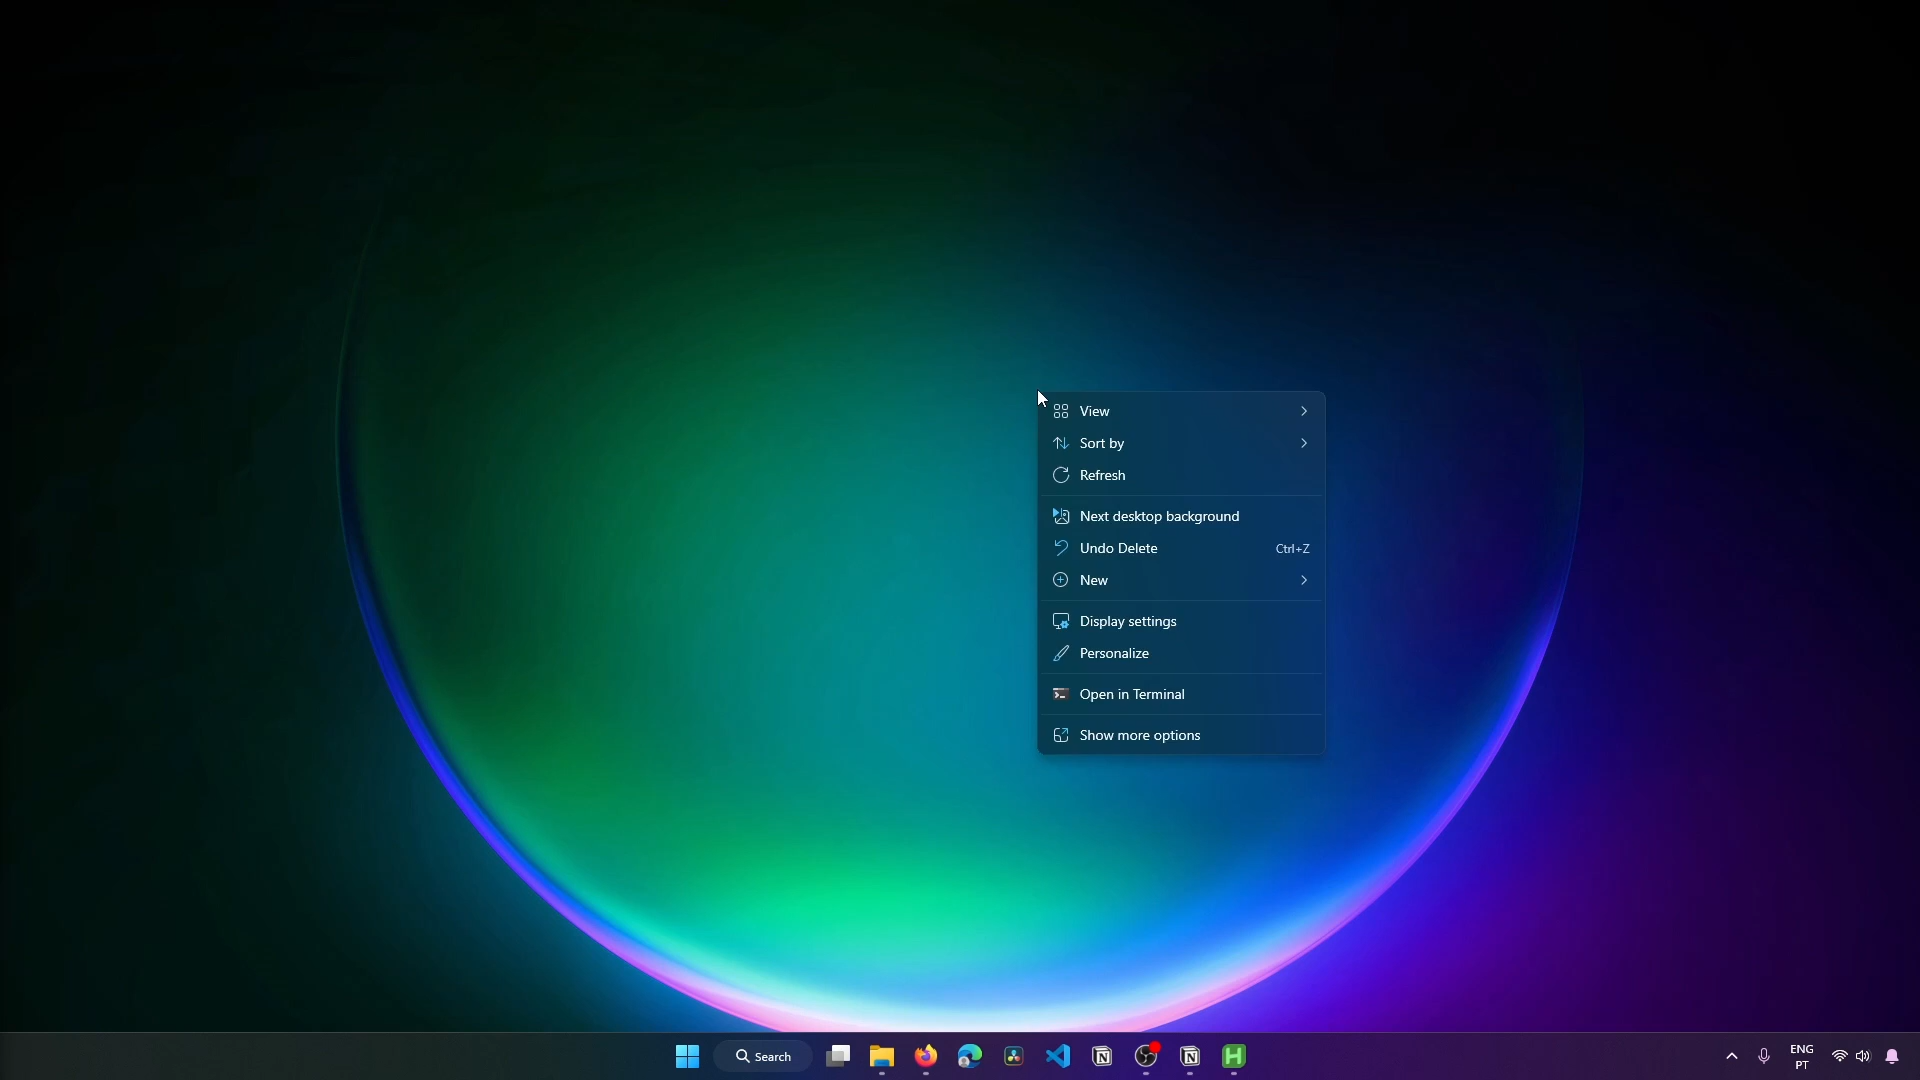 View
Sort by
Refresh
Next desktop background
Undo Delete Ctrl+Z
New
Display settings
Personalize
Open in Terminal
Show more options
Search
ENG
PT